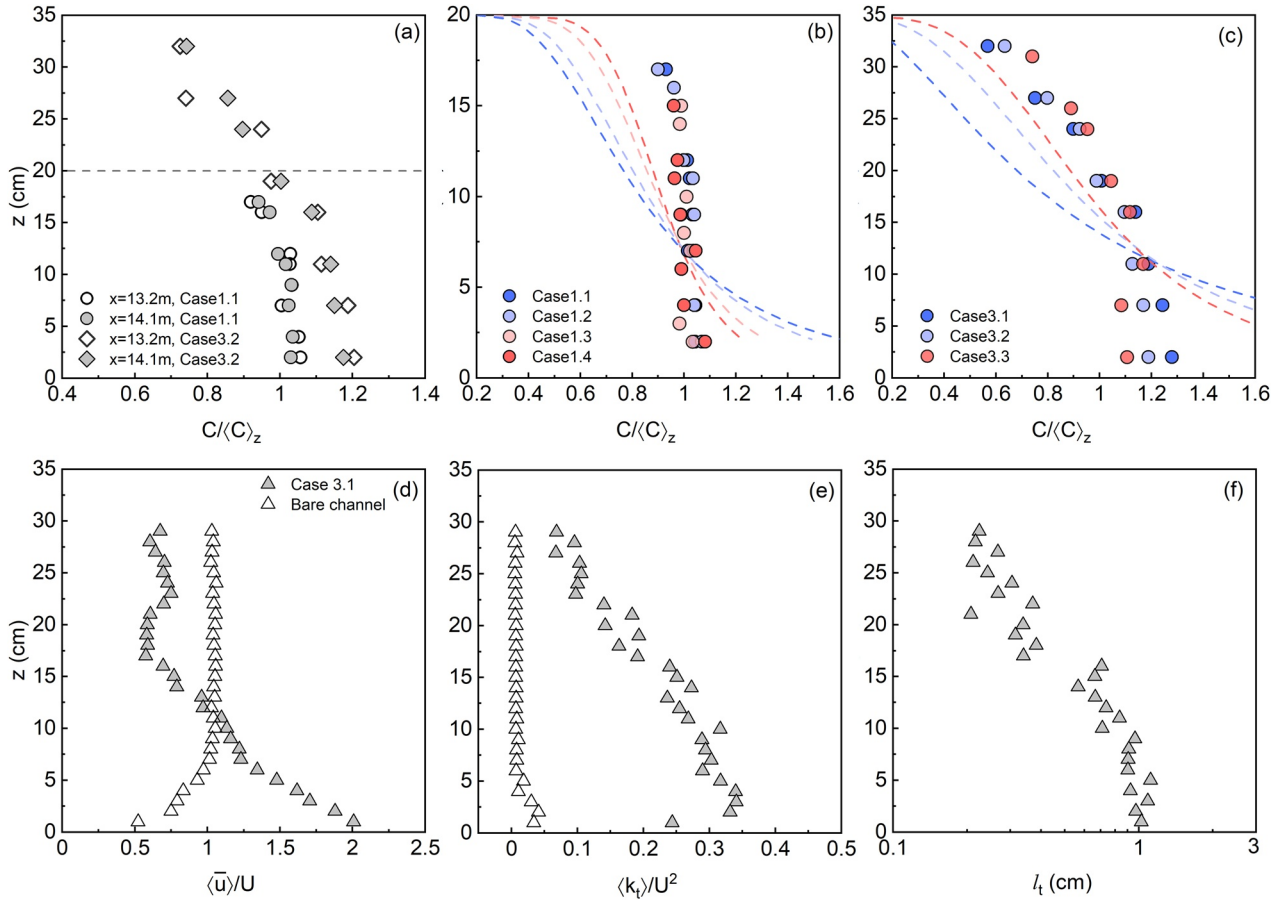 35
30
25
20
15
10
5
0
z (cm)
(a)
x=13.2m, Case1.1
x=14.1m, Case1.1
x=13.2m, Case3.2
x=14.1m, Case3.2
0.4 0.6 0.8 1 1.2 1.4
C/⟨C⟩z
20
15
10
5
0
(b)
Case1.1
Case1.2
Case1.3
Case1.4
0.2 0.4 0.6 0.8 1.0 1.2 1.4 1.6
C/⟨C⟩z
35
30
25
20
15
10
5
0
(c)
Case3.1
Case3.2
Case3.3
0.2 0.4 0.6 0.8 1.0 1.2 1.4 1.6
C/⟨C⟩z
35
30
25
20
15
10
5
0
z (cm)
(d)
Case 3.1
Bare channel
0 0.5 1 1.5 2 2.5
⟨u̅⟩/U
35
30
25
20
15
10
5
0
(e)
0 0.1 0.2 0.3 0.4 0.5
⟨kt⟩/U²
35
30
25
20
15
10
5
0
(f)
0.1 1 3
lt (cm)